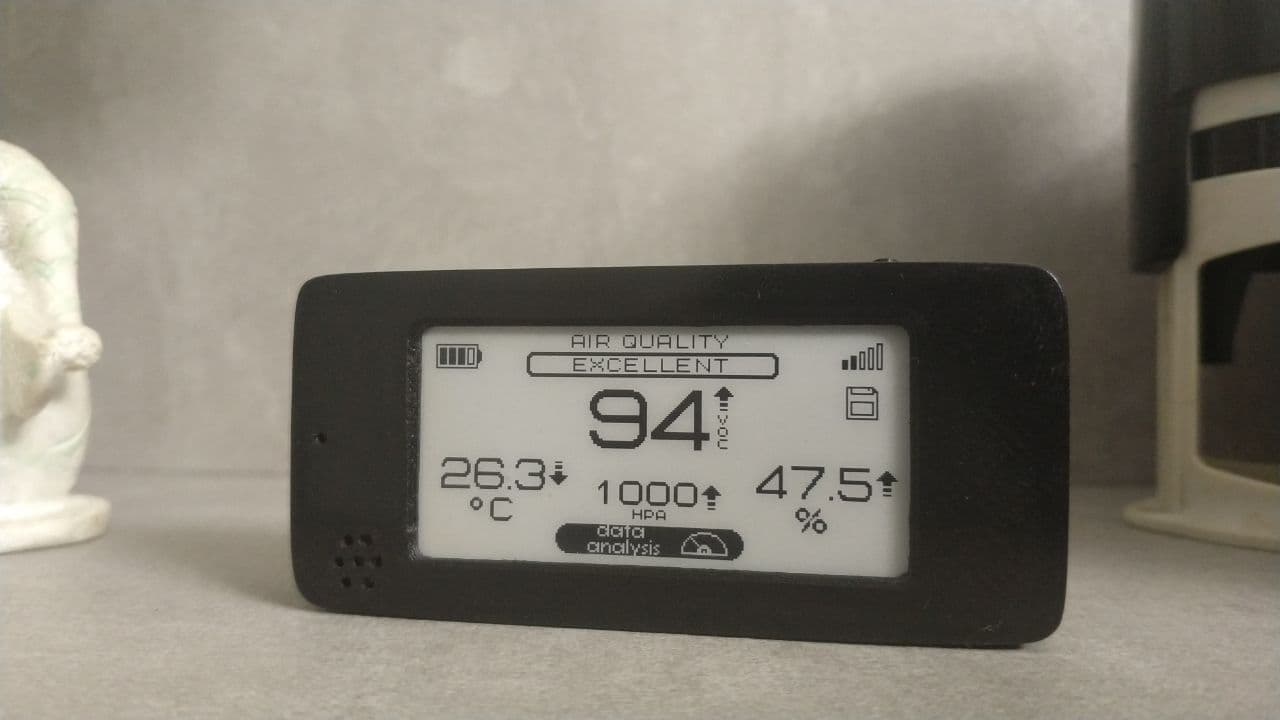 AIR QUALITY
EXCELLENT
94
VOC
26.3
°C
1000
HPA
47.5
%
data
analysis